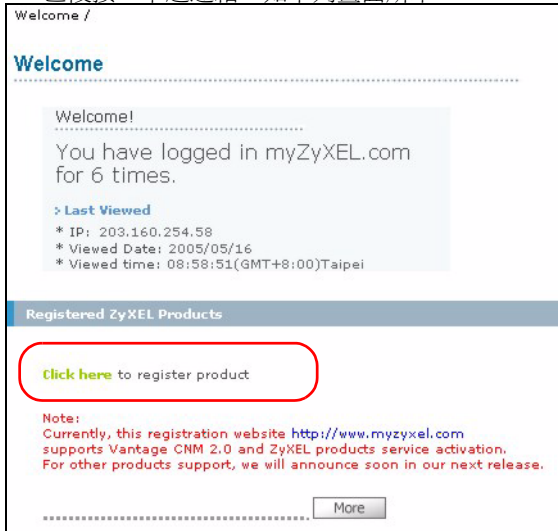 Welcome /
Welcome
Welcome!
You have logged in myZyXEL.com
for 6 times.
> Last Viewed
* IP: 203.160.254.58
* Viewed Date: 2005/05/16
* Viewed time: 08:58:51(GMT+8:00)Taipei
Registered ZyXEL Products
Click here to register product
Note:
Currently, this registration website http://www.myzyxel.com
supports Vantage CNM 2.0 and ZyXEL products service activation.
For other products support, we will announce soon in our next release.
More